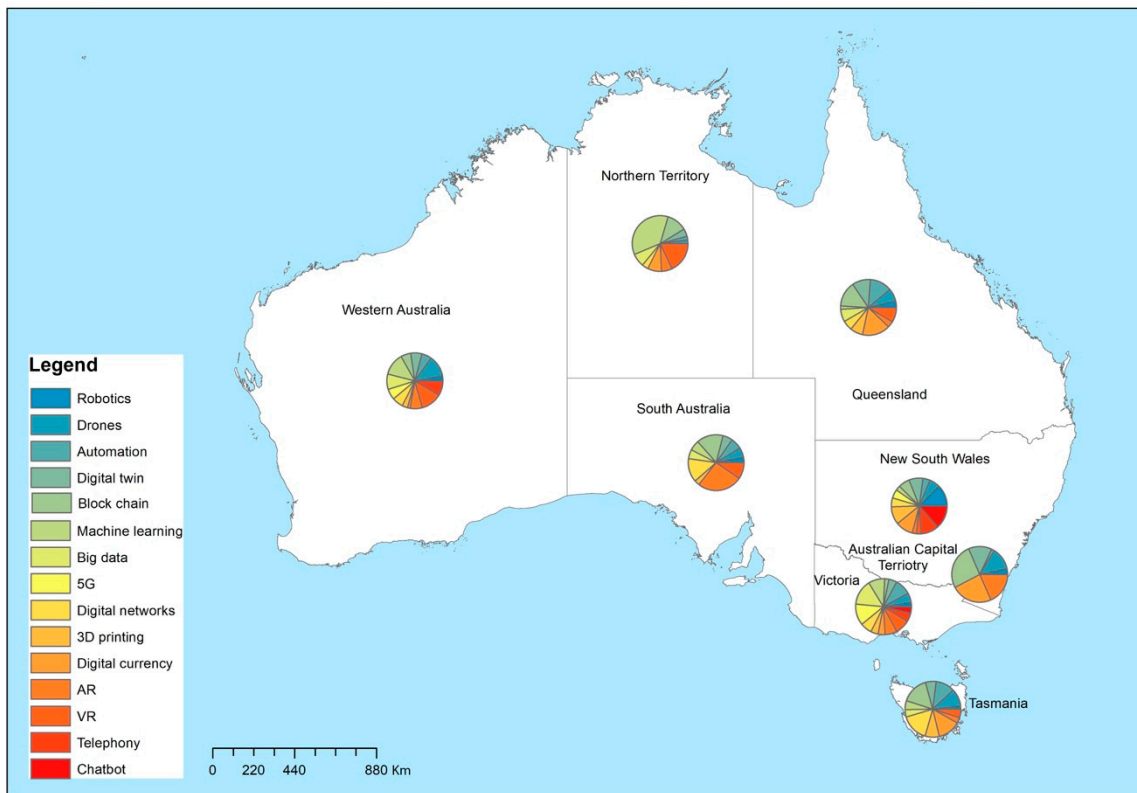 Northern Territory
Western Australia
South Australia
Queensland
New South Wales
Australian Capital
Terriotry
Victoria
Tasmania
Legend
Robotics
Drones
Automation
Digital twin
Block chain
Machine learning
Big data
5G
Digital networks
3D printing
Digital currency
AR
VR
Telephony
Chatbot
0 220 440 880 Km